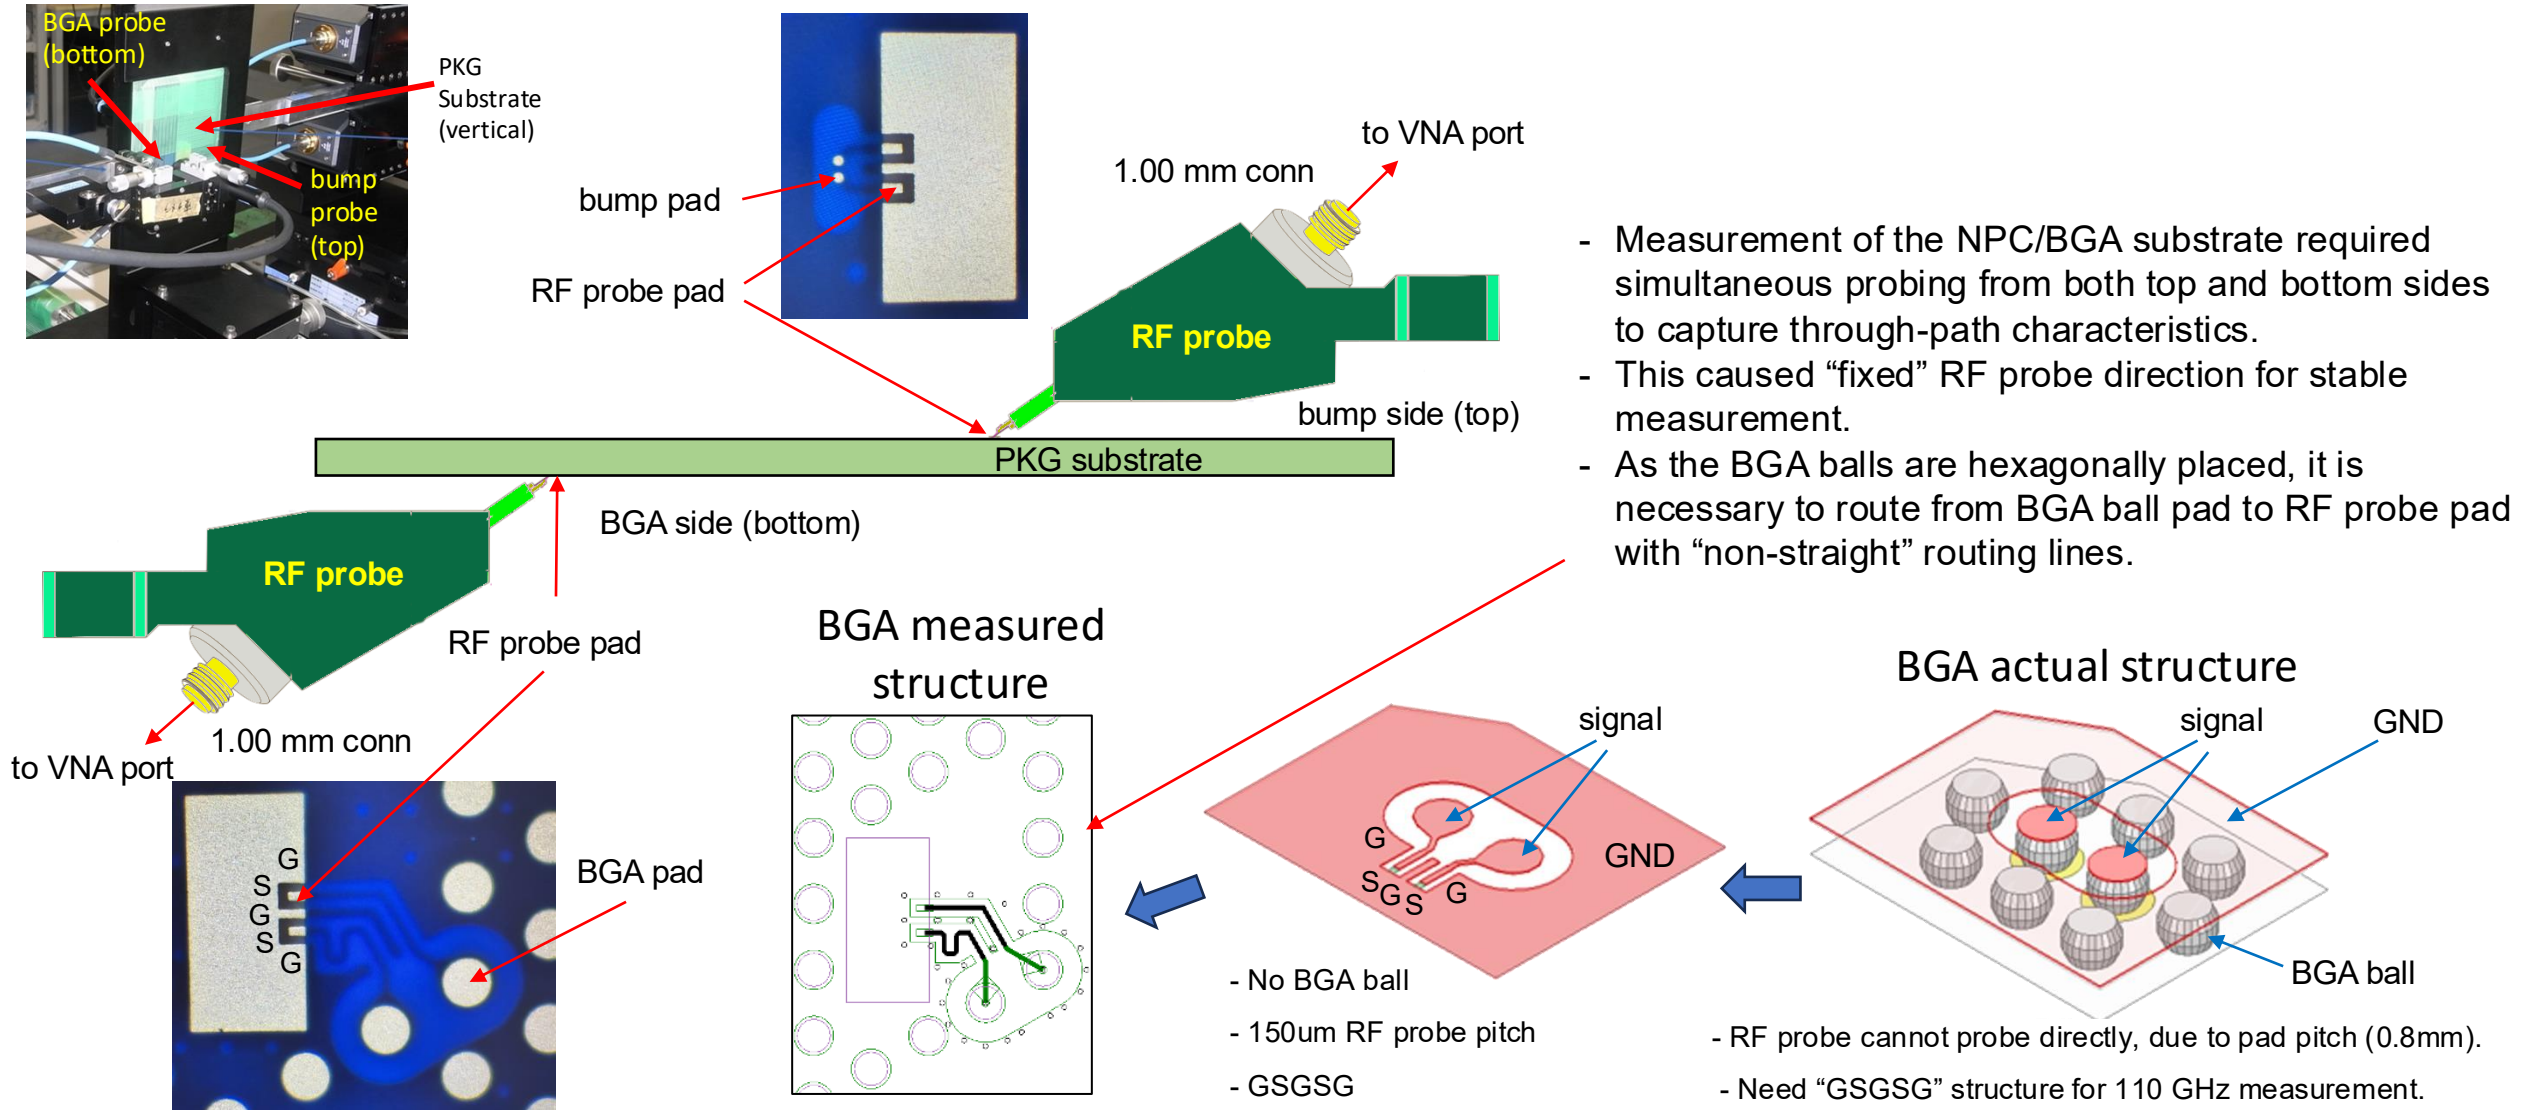 BGA probe
(bottom)
PKG
Substrate
(vertical)
bump
probe
(top)
bump pad
RF probe pad
to VNA port
1.00 mm conn
RF probe
bump side (top)
PKG substrate
- Measurement of the NPC/BGA substrate required
simultaneous probing from both top and bottom sides
to capture through-path characteristics.
- This caused “fixed” RF probe direction for stable
measurement.
- As the BGA balls are hexagonally placed, it is
necessary to route from BGA ball pad to RF probe pad
with “non-straight” routing lines.
BGA side (bottom)
RF probe
RF probe pad
1.00 mm conn
to VNA port
G
S
G
S
G
BGA pad
BGA measured
structure
signal
G
S
G
S
G
GND
- No BGA ball
- 150um RF probe pitch
- GSGSG
BGA actual structure
signal
GND
BGA ball
- RF probe cannot probe directly, due to pad pitch (0.8mm).
- Need “GSGSG” structure for 110 GHz measurement.